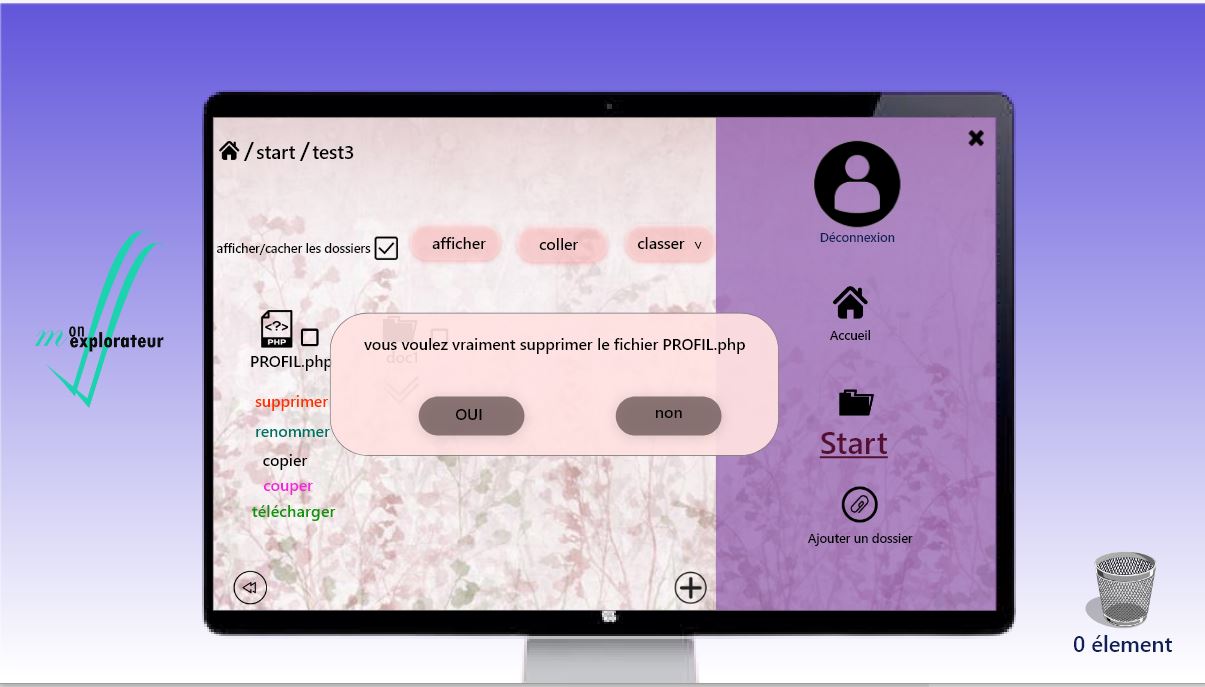 / start / test3
Déconnexion
afficher/cacher les dossiers
afficher
coller
classer v
mon explorateur
<?>
PHP
PROFIL.php
doc1
supprimer
renommer
copier
couper
télécharger
vous voulez vraiment supprimer le fichier PROFIL.php
OUI
non
Accueil
Start
Ajouter un dossier
0 élement